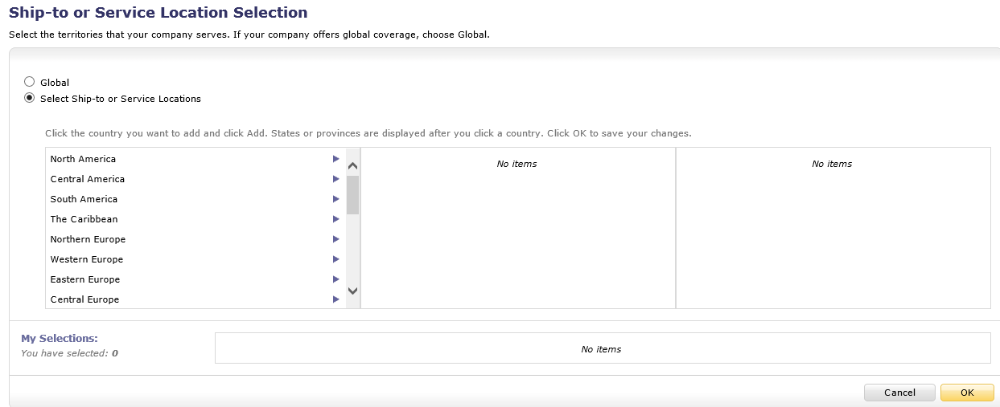 Ship-to or Service Location Selection
Select the territories that your company serves. If your company offers global coverage, choose Global.
Global
Select Ship-to or Service Locations
Click the country you want to add and click Add. States or provinces are displayed after you click a country. Click OK to save your changes.
North America
Central America
South America
The Caribbean
Northern Europe
Western Europe
Eastern Europe
Central Europe
No items
No items
My Selections:
You have selected: 0
No items
Cancel
OK